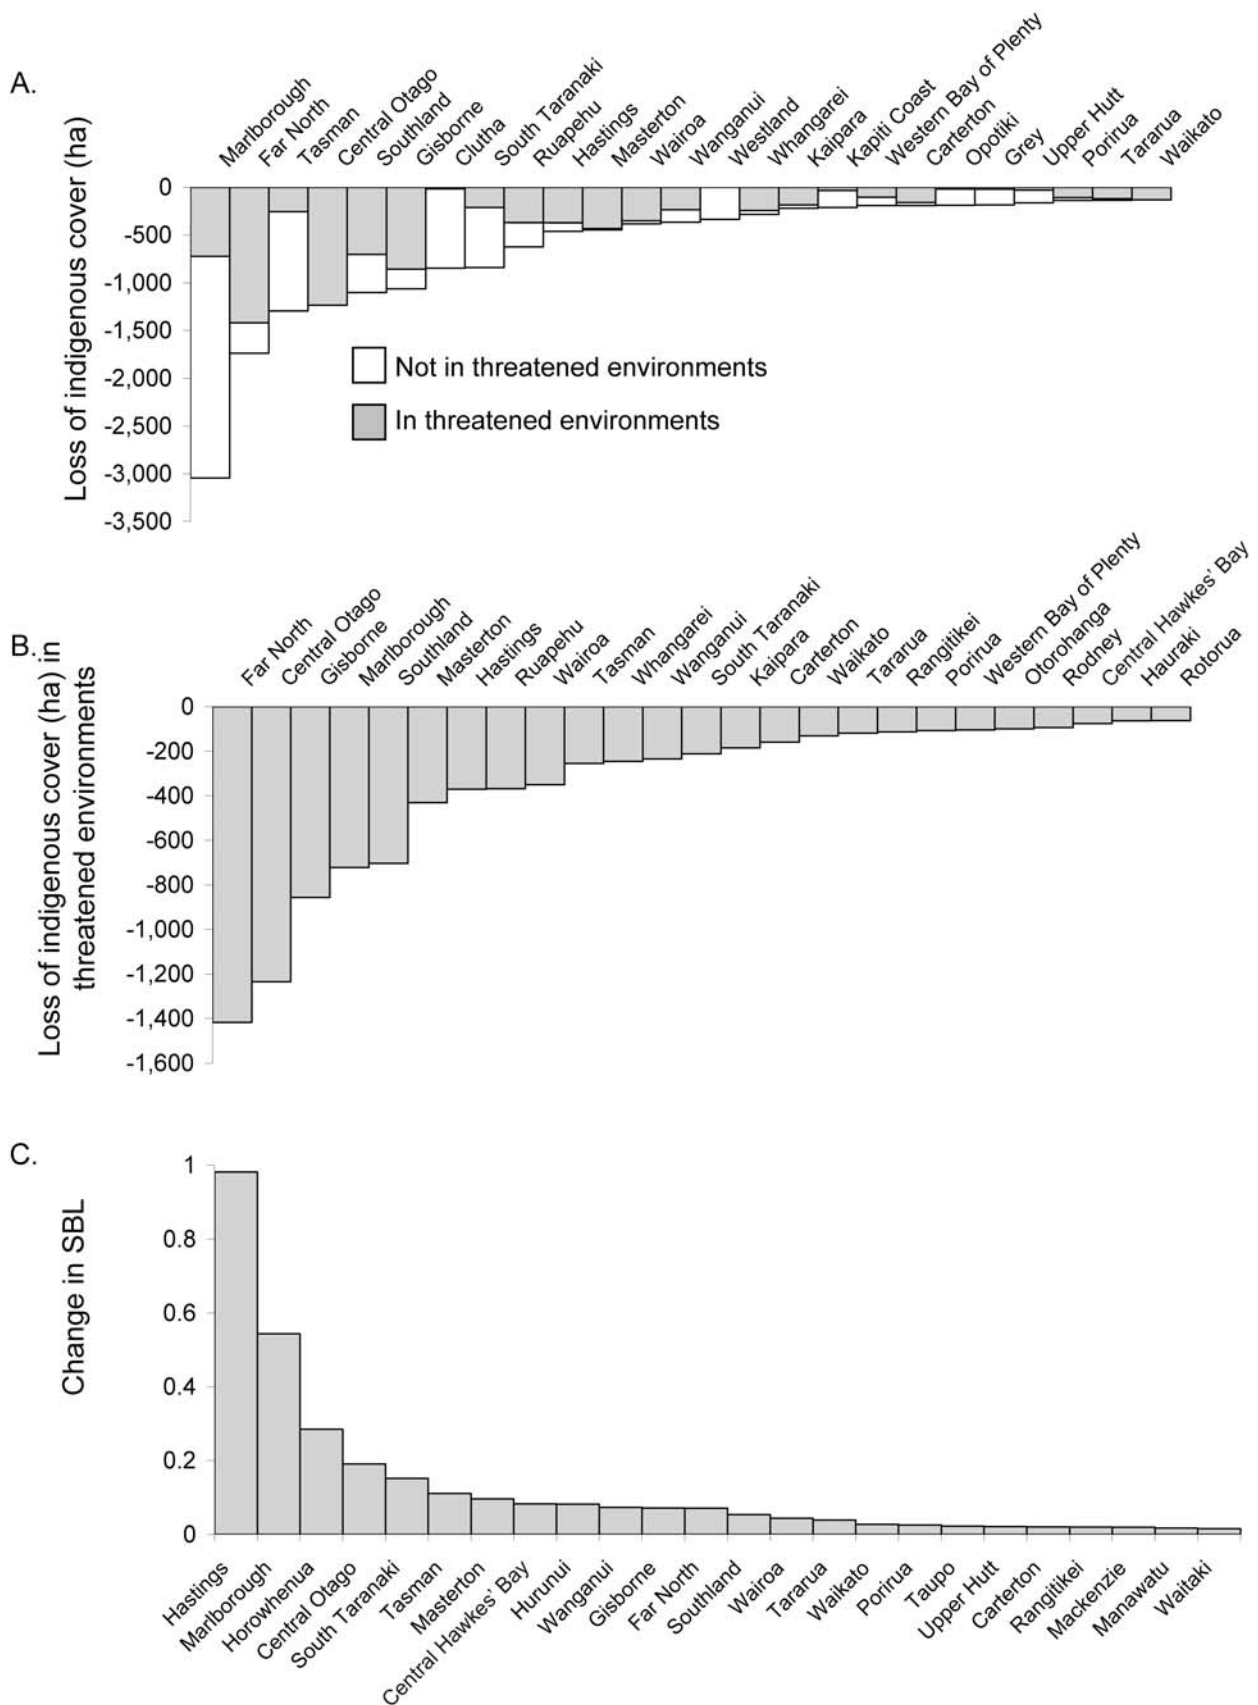 A.
Marlborough
Far North
Tasman
Central Otago
Southland
Gisborne
Clutha
South Taranaki
Ruapehu
Hastings
Masterton
Wairoa
Wanganui
Westland
Whangarei
Kaipara
Kapiti Coast
Western Bay of Plenty
Carterton
Opotiki
Grey
Upper Hutt
Porirua
Tararua
Waikato
Loss of indigenous cover (ha)
0
-500
-1,000
-1,500
-2,000
-2,500
-3,000
-3,500
Not in threatened environments
In threatened environments
B.
Far North
Central Otago
Gisborne
Marlborough
Southland
Masterton
Hastings
Ruapehu
Wairoa
Tasman
Whangarei
Wanganui
South Taranaki
Kaipara
Carterton
Waikato
Tararua
Rangitikei
Porirua
Western Bay of Plenty
Otorohanga
Rodney
Central Hawkes' Bay
Hauraki
Rotorua
Loss of indigenous cover (ha) in
threatened environments
0
-200
-400
-600
-800
-1,000
-1,200
-1,400
-1,600
C.
Change in SBL
1
0.8
0.6
0.4
0.2
0
Hastings
Marlborough
Horowhenua
Central Otago
South Taranaki
Tasman
Masterton
Central Hawkes' Bay
Hurunui
Wanganui
Gisborne
Far North
Southland
Wairoa
Tararua
Waikato
Porirua
Taupo
Upper Hutt
Carterton
Rangitikei
Mackenzie
Manawatu
Waitaki